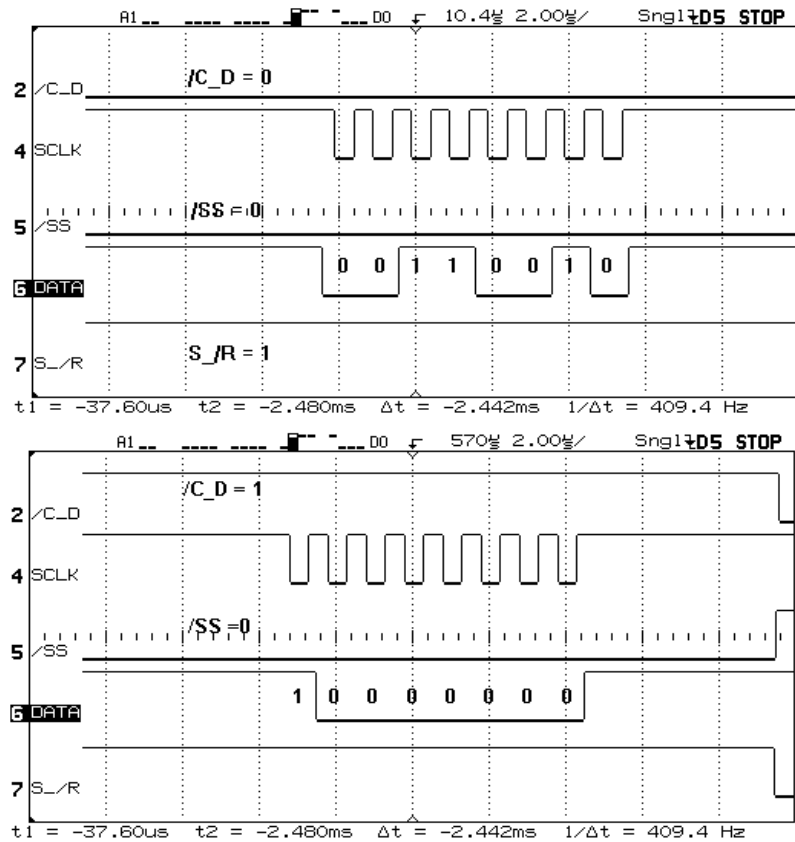 A1 D0 10.4us 2.00us/ Sngl D5 STOP
/C_D = 0
2 /C_D
4 SCLK
/SS = 0
5 /SS
0 0 1 1 0 0 1 0
6 DATA
S_/R = 1
7 S_/R
t1 = -37.60us t2 = -2.480ms Δt = -2.442ms 1/Δt = 409.4 Hz
A1 D0 570us 2.00us/ Sngl D5 STOP
/C_D = 1
2 /C_D
4 SCLK
/SS =0
5 /SS
1 0 0 0 0 0 0 0
6 DATA
7 S_/R
t1 = -37.60us t2 = -2.480ms Δt = -2.442ms 1/Δt = 409.4 Hz